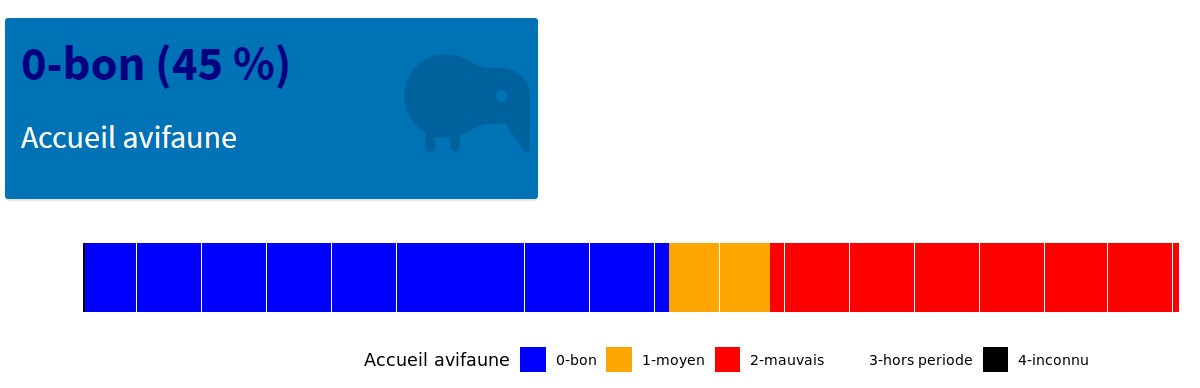 0-bon (45 %)
Accueil avifaune
Accueil avifaune 0-bon 1-moyen 2-mauvais 3-hors periode 4-inconnu